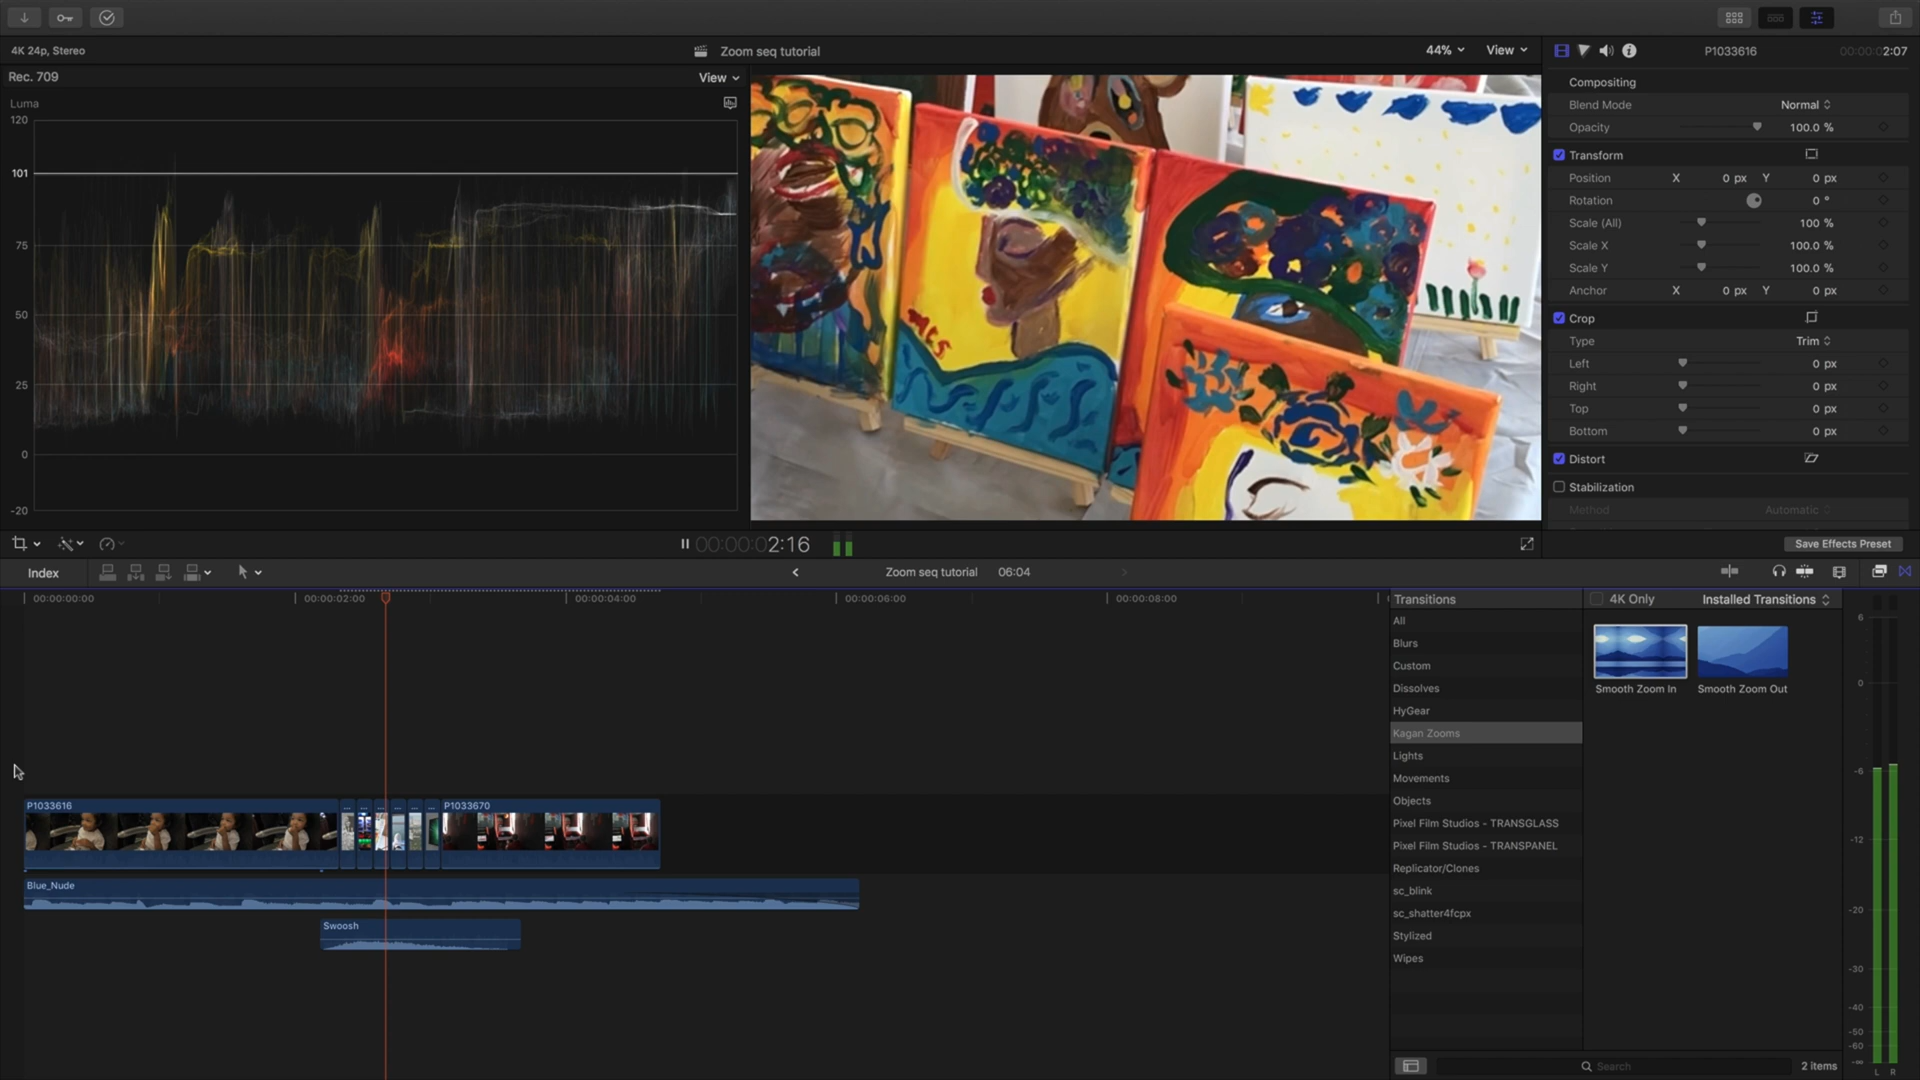 4K 24p, Stereo
Zoom seq tutorial
44%
View
P1033616
00:00:02:07
Rec. 709
View
Luma
120
101
75
50
25
0
-20
Compositing
Blend Mode
Normal
Opacity
100.0 %
Transform
Position X 0 px Y 0 px
Rotation 0 °
Scale (All) 100 %
Scale X 100.0 %
Scale Y 100.0 %
Anchor X 0 px Y 0 px
Crop
Type Trim
Left 0 px
Right 0 px
Top 0 px
Bottom 0 px
Distort
Stabilization
Method Automatic
Save Effects Preset
00:00:02:16
Index
Zoom seq tutorial 06:04
00:00:00:00
00:00:02:00
00:00:04:00
00:00:06:00
00:00:08:00
P1033616
...
...
...
...
...
...
P1033670
Blue_Nude
Swoosh
Transitions
All
Blurs
Custom
Dissolves
HyGear
Kagan Zooms
Lights
Movements
Objects
Pixel Film Studios - TRANSGLASS
Pixel Film Studios - TRANSPANEL
Replicator/Clones
sc_blink
sc_shatter4fcpx
Stylized
Wipes
4K Only
Installed Transitions
Smooth Zoom In
Smooth Zoom Out
Search
2 items
6
0
-6
-12
-20
-30
-40
-50
-60
-∞
L R